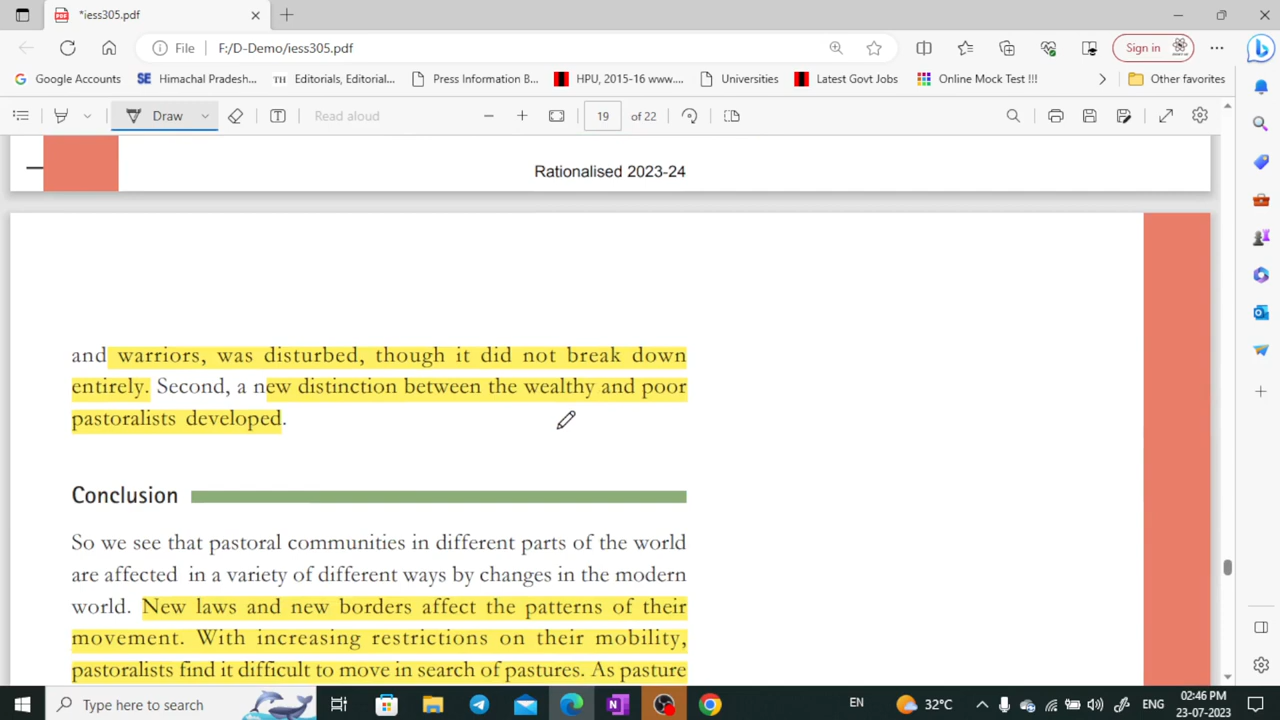 *iess305.pdf
File F:/D-Demo/iess305.pdf Sign in
Google Accounts SE Himachal Pradesh... TH Editorials, Editorial... Press Information B... HPU, 2015-16 www.... Universities Latest Govt Jobs Online Mock Test !!! Other favorites
Draw Read aloud 19 of 22
Rationalised 2023-24
and warriors, was disturbed, though it did not break down
entirely. Second, a new distinction between the wealthy and poor
pastoralists developed.
Conclusion
So we see that pastoral communities in different parts of the world
are affected in a variety of different ways by changes in the modern
world. New laws and new borders affect the patterns of their
movement. With increasing restrictions on their mobility,
pastoralists find it difficult to move in search of pastures. As pasture
Type here to search EN 32°C ENG 02:46 PM
23-07-2023